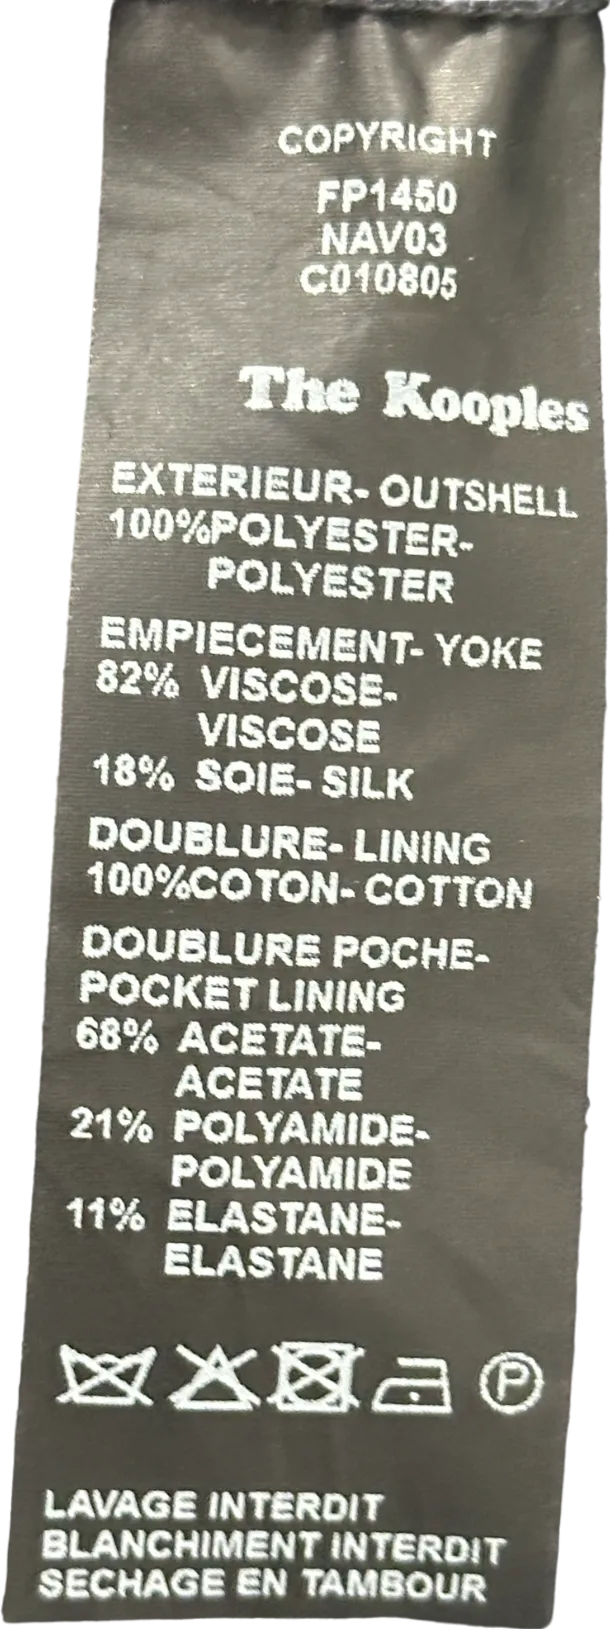 COPYRIGHT
FP1450
NAV03
C010805
The Kooples
EXTERIEUR- OUTSHELL
100%POLYESTER-
POLYESTER
EMPIECEMENT- YOKE
82% VISCOSE-
VISCOSE
18% SOIE- SILK
DOUBLURE- LINING
100%COTON- COTTON
DOUBLURE POCHE-
POCKET LINING
68% ACETATE-
ACETATE
21% POLYAMIDE-
POLYAMIDE
11% ELASTANE-
ELASTANE
P
LAVAGE INTERDIT
BLANCHIMENT INTERDIT
SECHAGE EN TAMBOUR